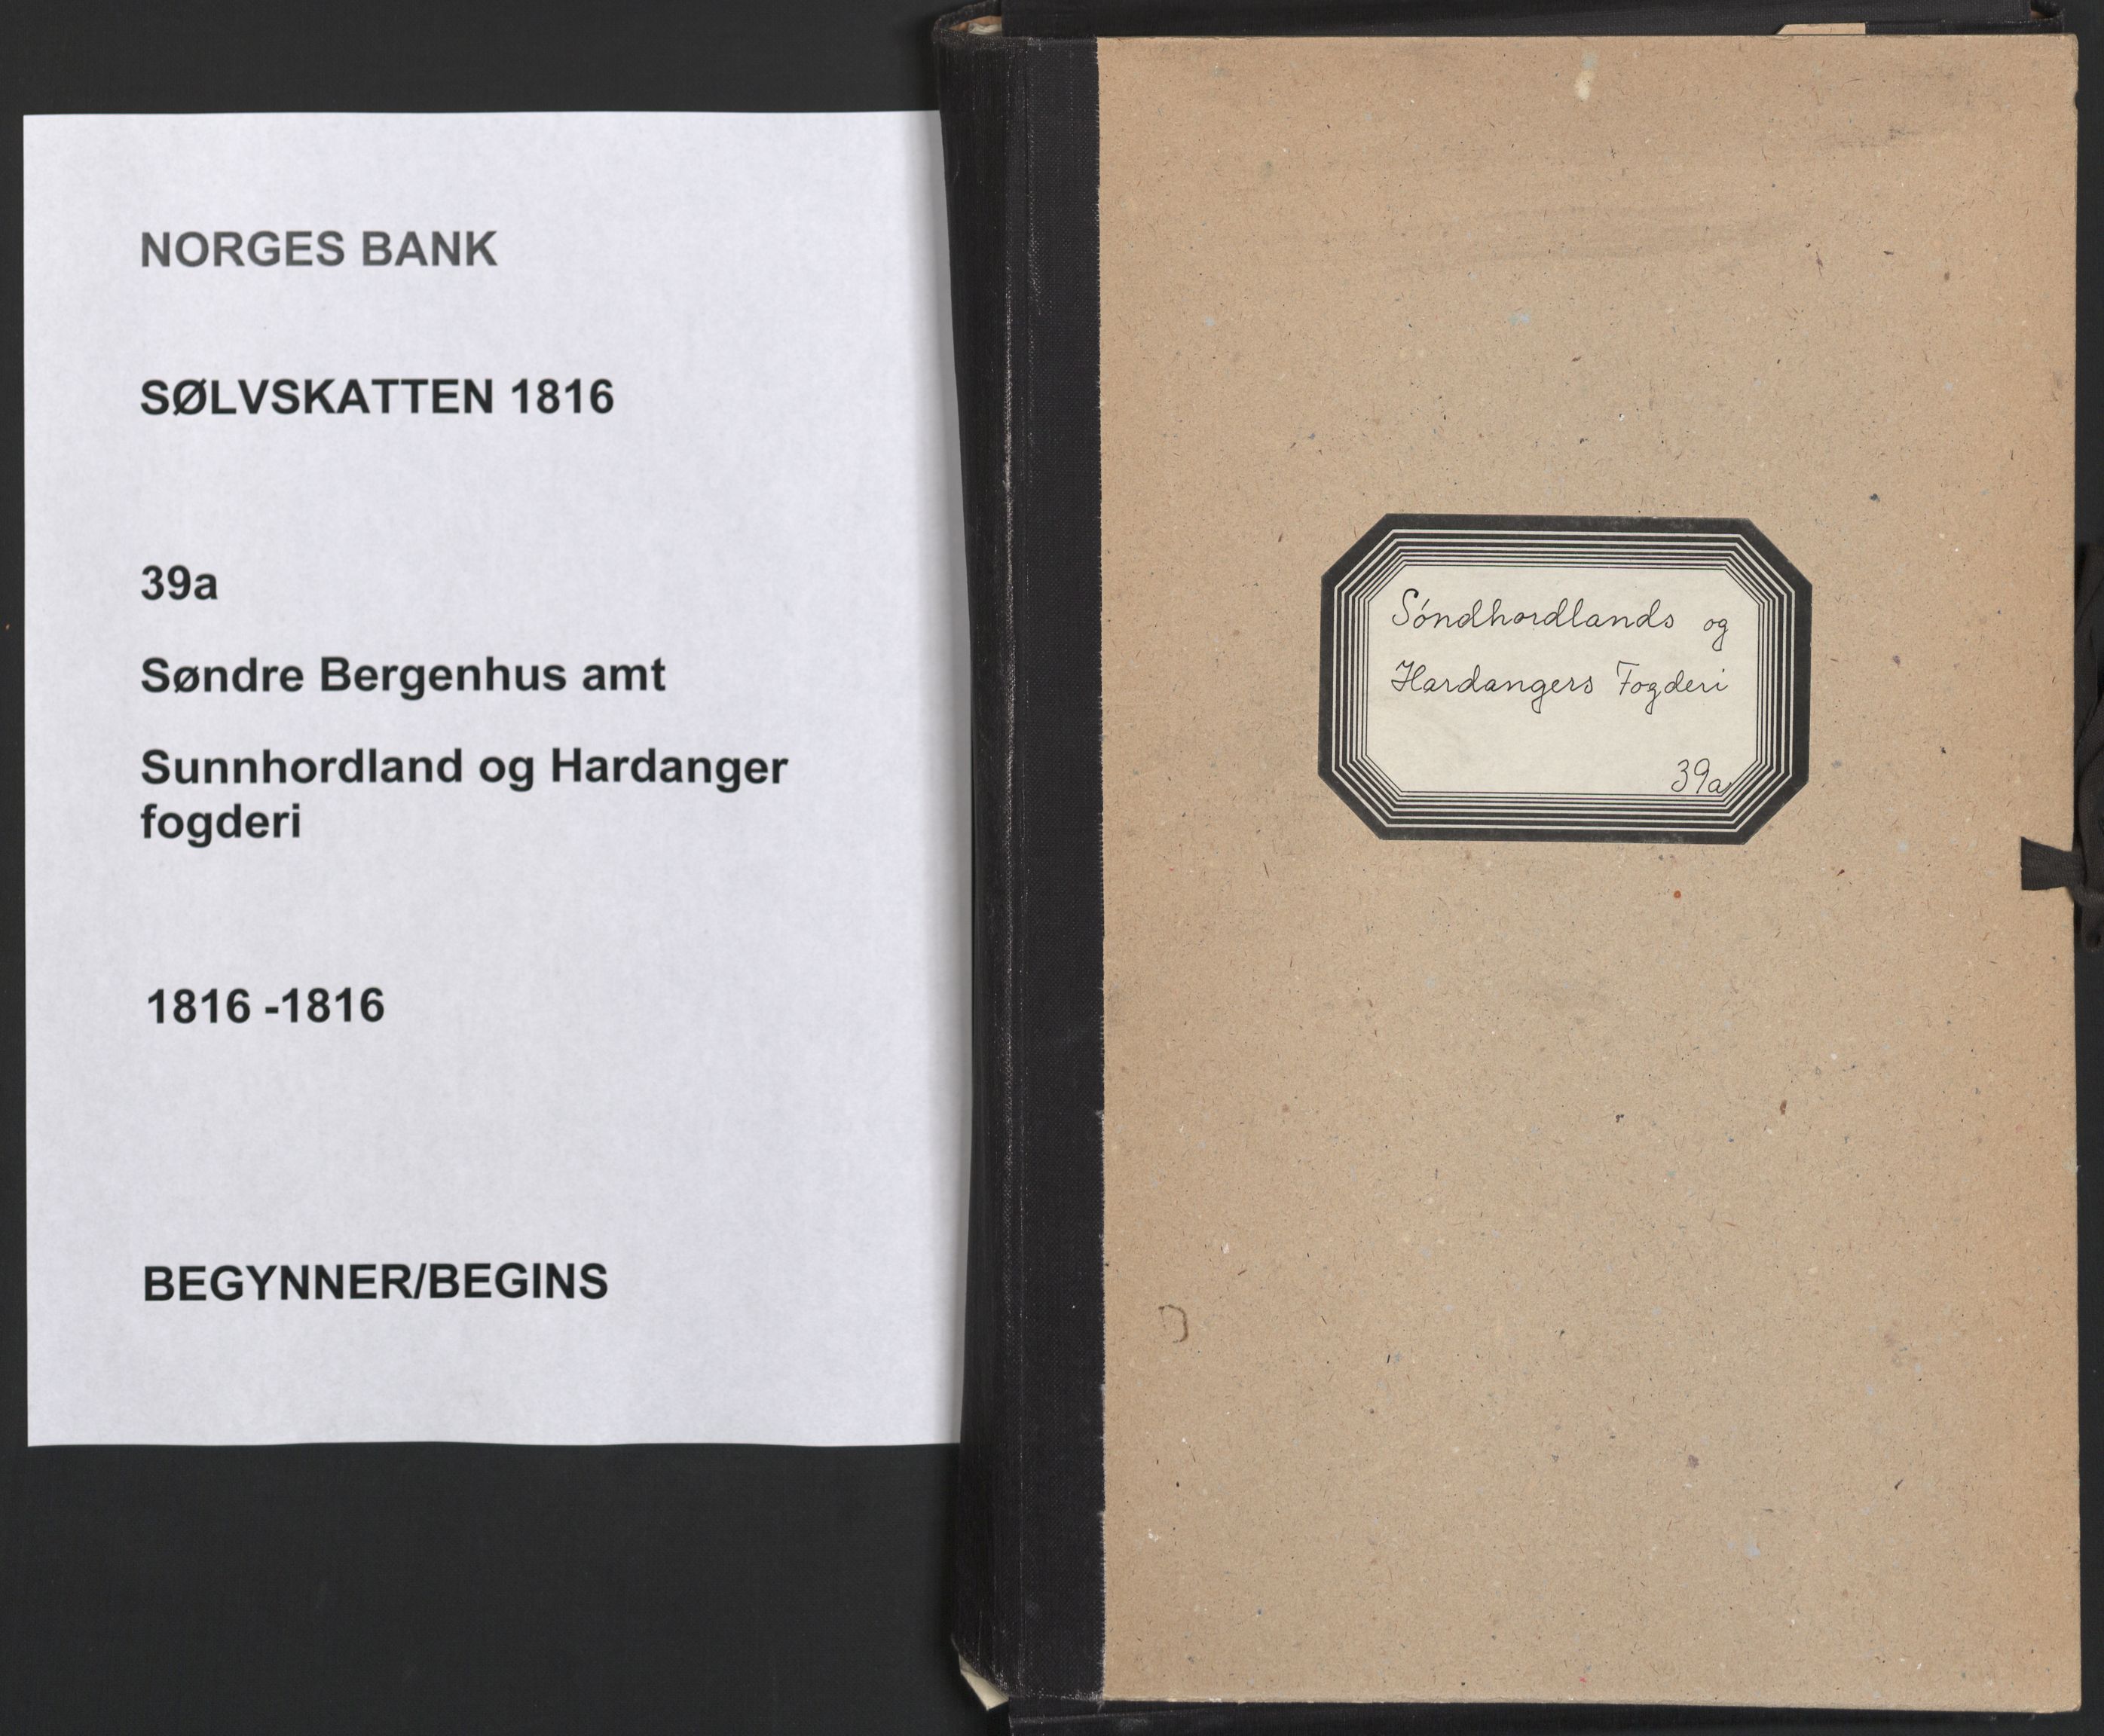 NORGES BANK
SØLVSKATTEN 1816
39a
Søndre Bergenhus amt
Sunnhordland og Hardanger
fogderi
1816 -1816
BEGYNNER/BEGINS
Søndhordlands og
Hardangers Fogderi
39a